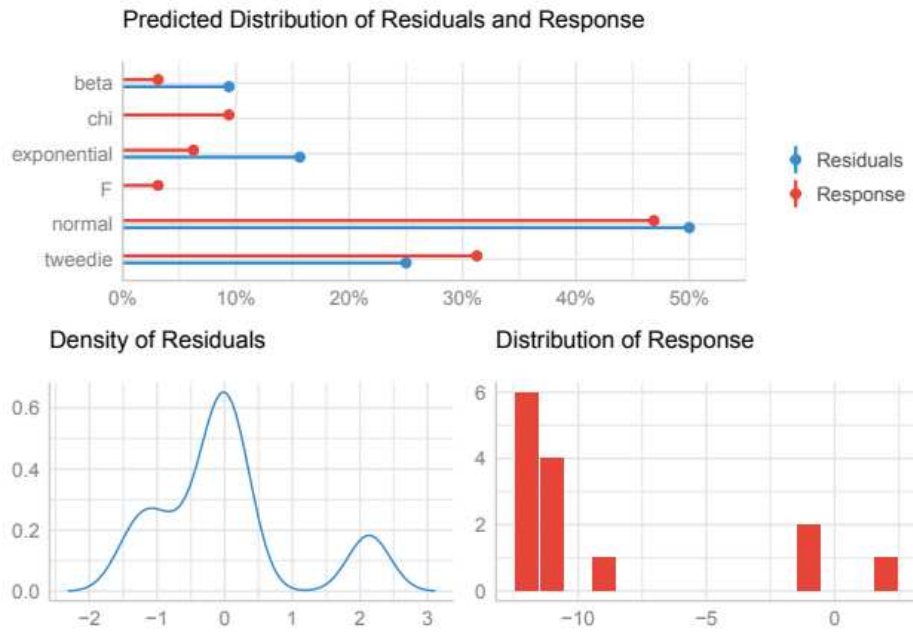 Predicted Distribution of Residuals and Response
beta
chi
exponential
F
normal
tweedie
0% 10% 20% 30% 40% 50%
Residuals
Response
Density of Residuals
0.6
0.4
0.2
0.0
−2 −1 0 1 2 3
Distribution of Response
6
4
2
0
−10 −5 0